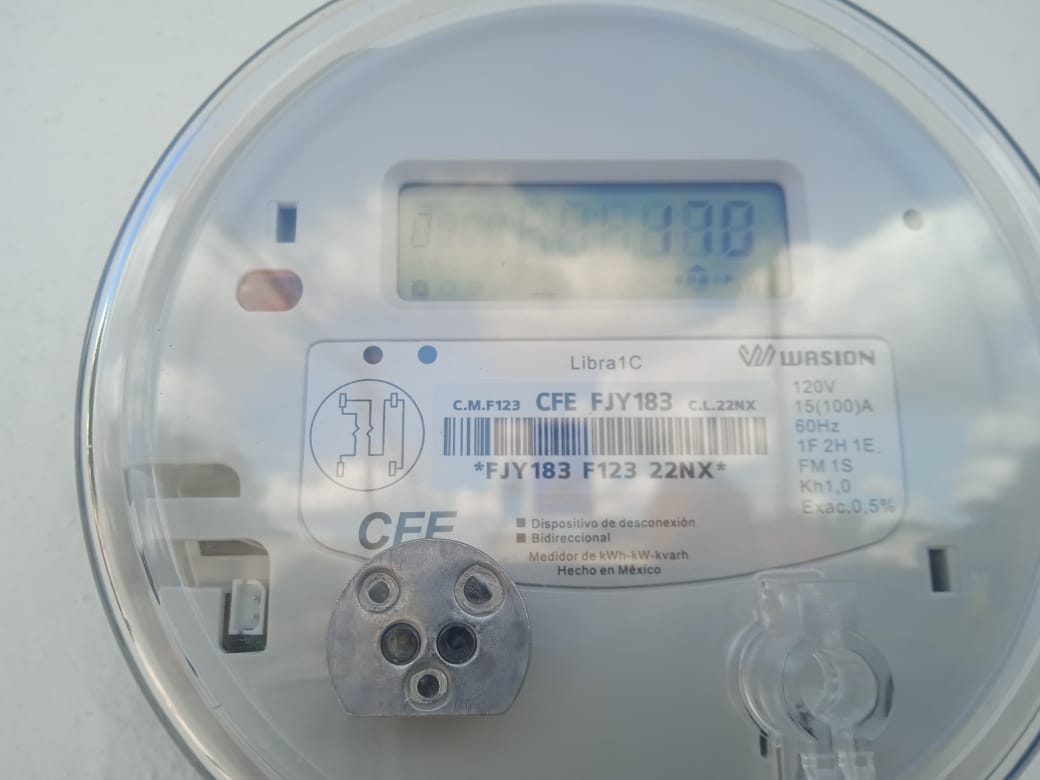 Libra1C
WASION
C.M.F123 CFE FJY183 C.L.22NX
*FJY183 F123 22NX*
120V
15(100)A
60Hz
1F 2H 1E
FM 1S
Kh1,0
Exac.0,5%
CFE
Dispositivo de desconexión
Bidireccional
Medidor de kWh-kW-kvarh
Hecho en México